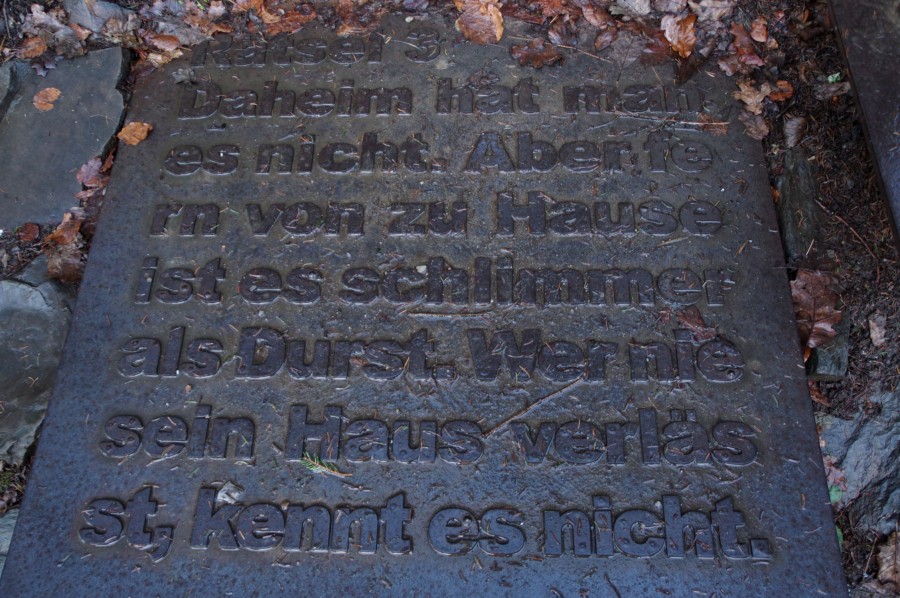 Rätsel 3
Daheim hat man
es nicht. Aber fe
rn von zu Hause
ist es schlimmer
als Durst. Wer nie
sein Haus verläs
st, kennt es nicht.